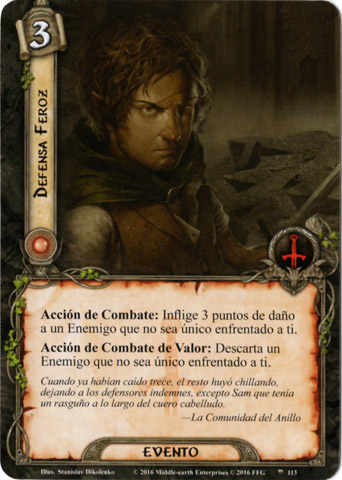 3
DEFENSA FEROZ
Acción de Combate: Inflige 3 puntos de daño
a un Enemigo que no sea único enfrentado a ti.
Acción de Combate de Valor: Descarta un
Enemigo que no sea único enfrentado a ti.
Cuando ya habían caído trece, el resto huyó chillando,
dejando a los defensores indemnes, excepto Sam que tenía
un rasguño a lo largo del cuero cabelludo.
—La Comunidad del Anillo
EVENTO
Illus. Stanislav Dikolenko © 2016 Middle-earth Enterprises © 2016 FFG 113